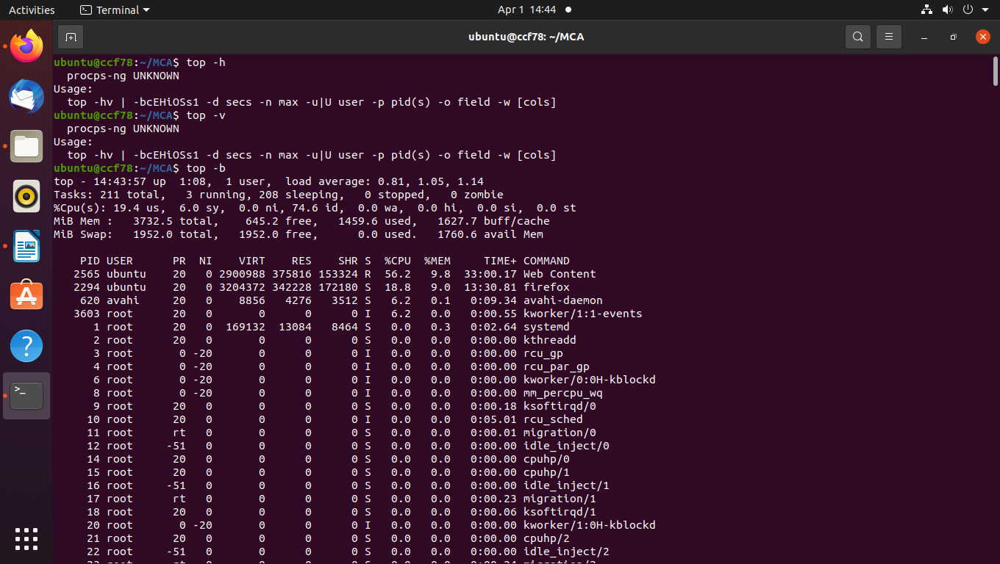 Activities Terminal Apr 1 14:44
ubuntu@ccf78: ~/MCA
ubuntu@ccf78:~/MCA$ top -h
  procps-ng UNKNOWN
Usage:
  top -hv | -bcEHiOSs1 -d secs -n max -u|U user -p pid(s) -o field -w [cols]
ubuntu@ccf78:~/MCA$ top -v
  procps-ng UNKNOWN
Usage:
  top -hv | -bcEHiOSs1 -d secs -n max -u|U user -p pid(s) -o field -w [cols]
ubuntu@ccf78:~/MCA$ top -b
top - 14:43:57 up  1:08,  1 user,  load average: 0.81, 1.05, 1.14
Tasks: 211 total,   3 running, 208 sleeping,   0 stopped,   0 zombie
%Cpu(s): 19.4 us,  6.0 sy,  0.0 ni, 74.6 id,  0.0 wa,  0.0 hi,  0.0 si,  0.0 st
MiB Mem :   3732.5 total,    645.2 free,   1459.6 used,   1627.7 buff/cache
MiB Swap:   1952.0 total,   1952.0 free,      0.0 used.   1760.6 avail Mem
    PID USER      PR  NI    VIRT    RES    SHR S  %CPU  %MEM     TIME+ COMMAND
   2565 ubuntu    20   0 2900988 375816 153324 R  56.2   9.8  33:00.17 Web Content
   2294 ubuntu    20   0 3204372 342228 172180 S  18.8   9.0  13:30.81 firefox
    620 avahi     20   0    8856   4276   3512 S   6.2   0.1   0:09.34 avahi-daemon
   3603 root      20   0       0      0      0 I   6.2   0.0   0:00.55 kworker/1:1-events
      1 root      20   0  169132  13084   8464 S   0.0   0.3   0:02.64 systemd
      2 root      20   0       0      0      0 S   0.0   0.0   0:00.00 kthreadd
      3 root       0 -20       0      0      0 I   0.0   0.0   0:00.00 rcu_gp
      4 root       0 -20       0      0      0 I   0.0   0.0   0:00.00 rcu_par_gp
      6 root       0 -20       0      0      0 I   0.0   0.0   0:00.00 kworker/0:0H-kblockd
      8 root       0 -20       0      0      0 I   0.0   0.0   0:00.00 mm_percpu_wq
      9 root      20   0       0      0      0 S   0.0   0.0   0:00.18 ksoftirqd/0
     10 root      20   0       0      0      0 I   0.0   0.0   0:05.01 rcu_sched
     11 root      rt   0       0      0      0 S   0.0   0.0   0:00.01 migration/0
     12 root     -51   0       0      0      0 S   0.0   0.0   0:00.00 idle_inject/0
     14 root      20   0       0      0      0 S   0.0   0.0   0:00.00 cpuhp/0
     15 root      20   0       0      0      0 S   0.0   0.0   0:00.00 cpuhp/1
     16 root     -51   0       0      0      0 S   0.0   0.0   0:00.00 idle_inject/1
     17 root      rt   0       0      0      0 S   0.0   0.0   0:00.23 migration/1
     18 root      20   0       0      0      0 S   0.0   0.0   0:00.06 ksoftirqd/1
     20 root       0 -20       0      0      0 I   0.0   0.0   0:00.00 kworker/1:0H-kblockd
     21 root      20   0       0      0      0 S   0.0   0.0   0:00.00 cpuhp/2
     22 root     -51   0       0      0      0 S   0.0   0.0   0:00.00 idle_inject/2